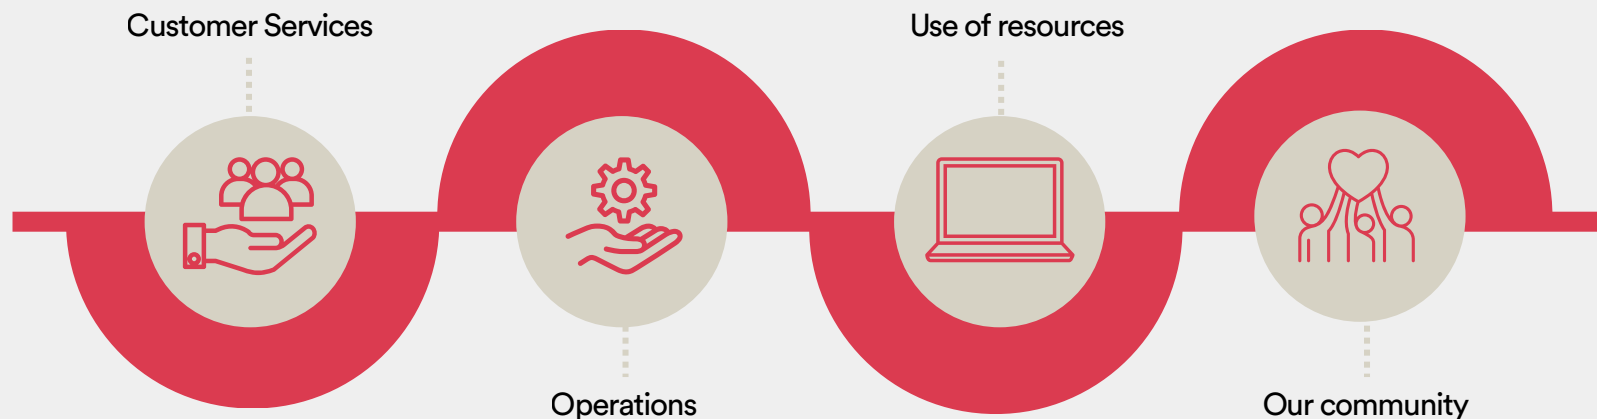 Customer Services
Use of resources
Operations
Our community